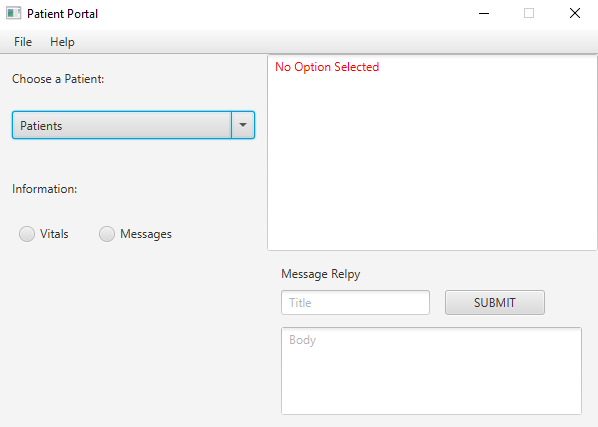 Patient Portal
File Help
Choose a Patient:
Patients
Information:
Vitals Messages
No Option Selected
Message Relpy
Title
SUBMIT
Body